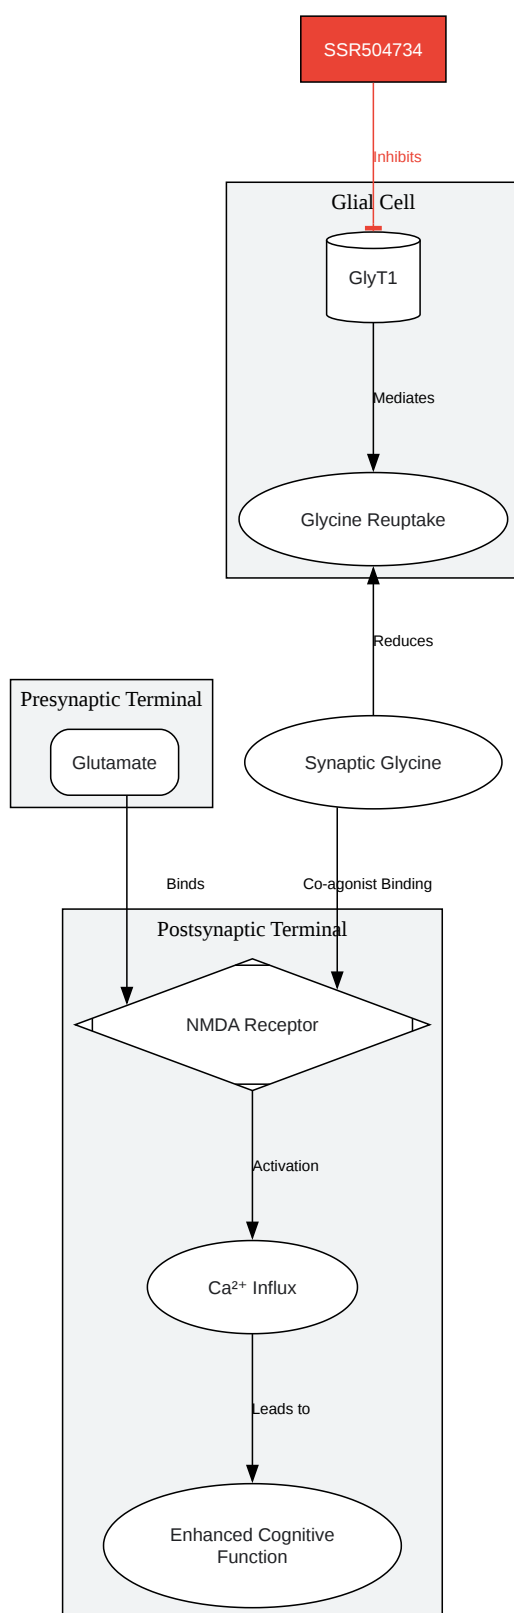 SSR504734
Inhibits
Glial Cell
GlyT1
Mediates
Glycine Reuptake
Reduces
Presynaptic Terminal
Glutamate
Synaptic Glycine
Binds
Co-agonist Binding
Postsynaptic Terminal
NMDA Receptor
Activation
Ca²⁺ Influx
Leads to
Enhanced Cognitive
Function